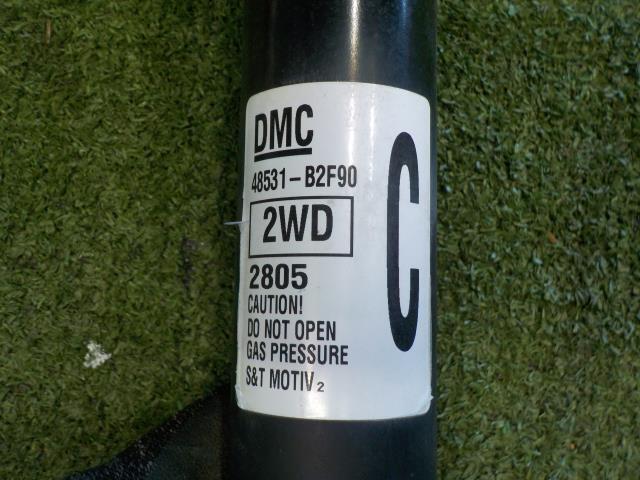 DMC
48531-B2F90
2WD
2805
CAUTION!
DO NOT OPEN
GAS PRESSURE
S&T MOTIV 2
C